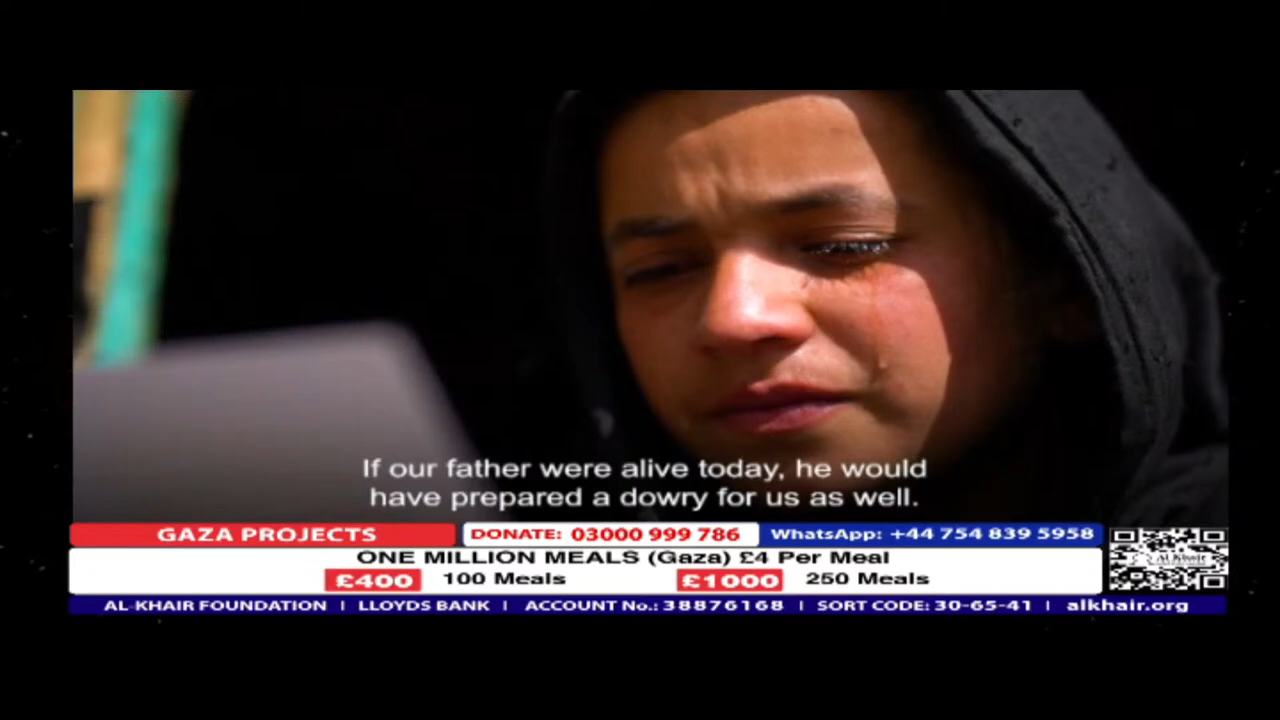 If our father were alive today, he would
have prepared a dowry for us as well.
GAZA PROJECTS
DONATE: 03000 999 786
WhatsApp: +44 754 839 5958
ONE MILLION MEALS (Gaza) £4 Per Meal
£400 100 Meals £1000 250 Meals
Al Khair
AL-KHAIR FOUNDATION | LLOYDS BANK | ACCOUNT No.: 38876168 | SORT CODE: 30-65-41 | alkhair.org